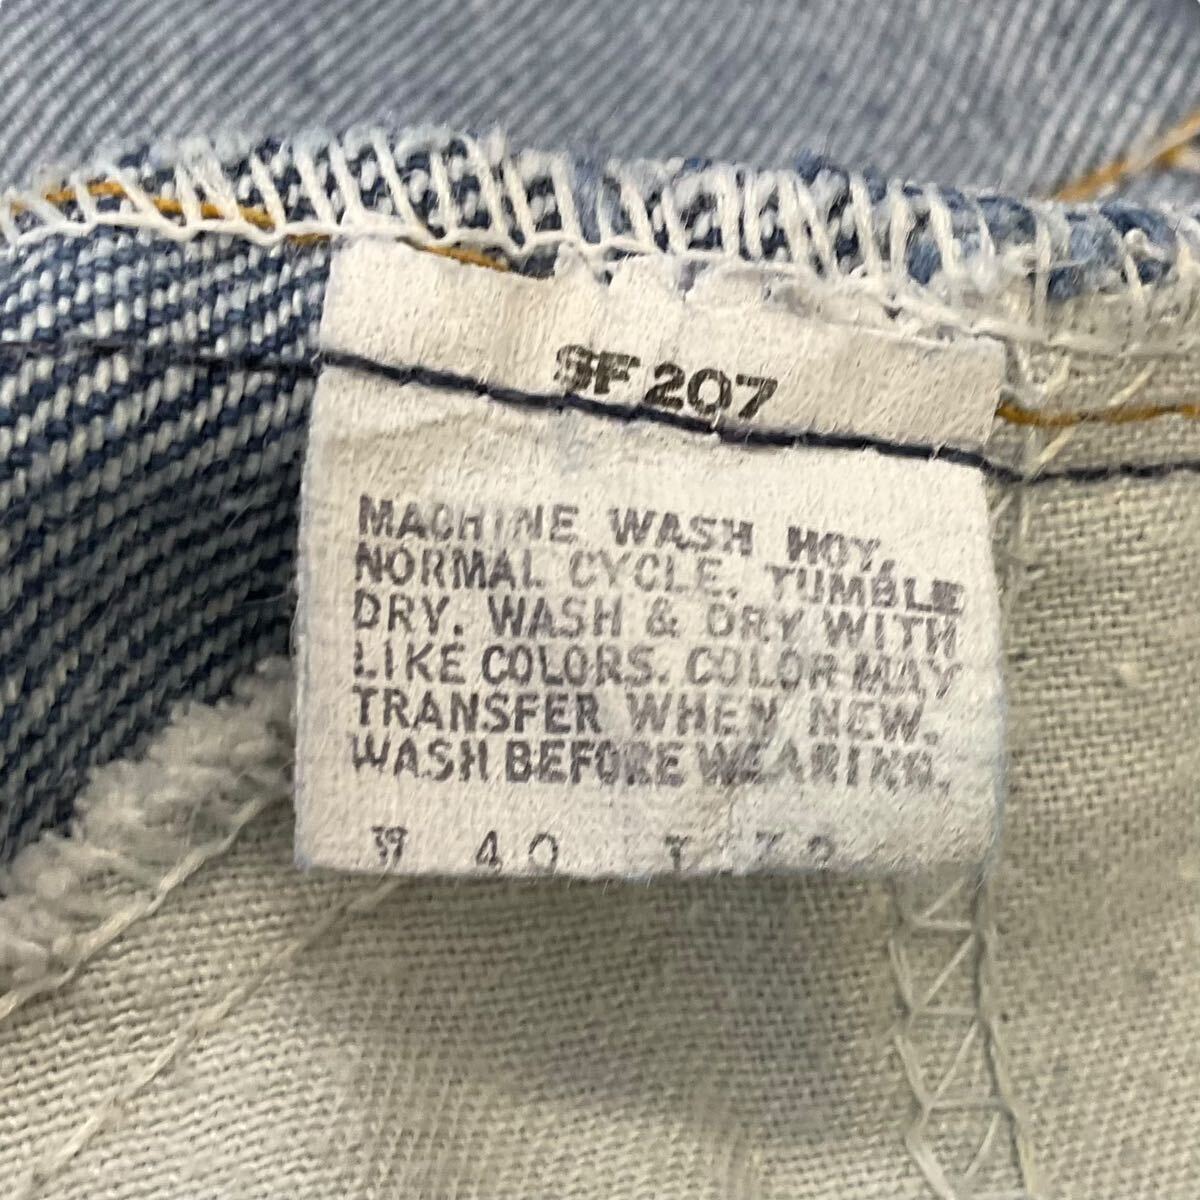 SF 207
MACHINE WASH HOT,
NORMAL CYCLE. TUMBLE
DRY. WASH & DRY WITH
LIKE COLORS. COLOR MAY
TRANSFER WHEN NEW.
WASH BEFORE WEARING.
W 40